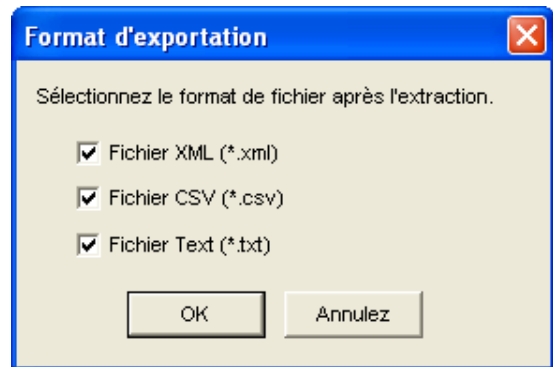 Format d'exportation
Sélectionnez le format de fichier après l'extraction.
Fichier XML (*.xml)
Fichier CSV (*.csv)
Fichier Text (*.txt)
OK Annulez